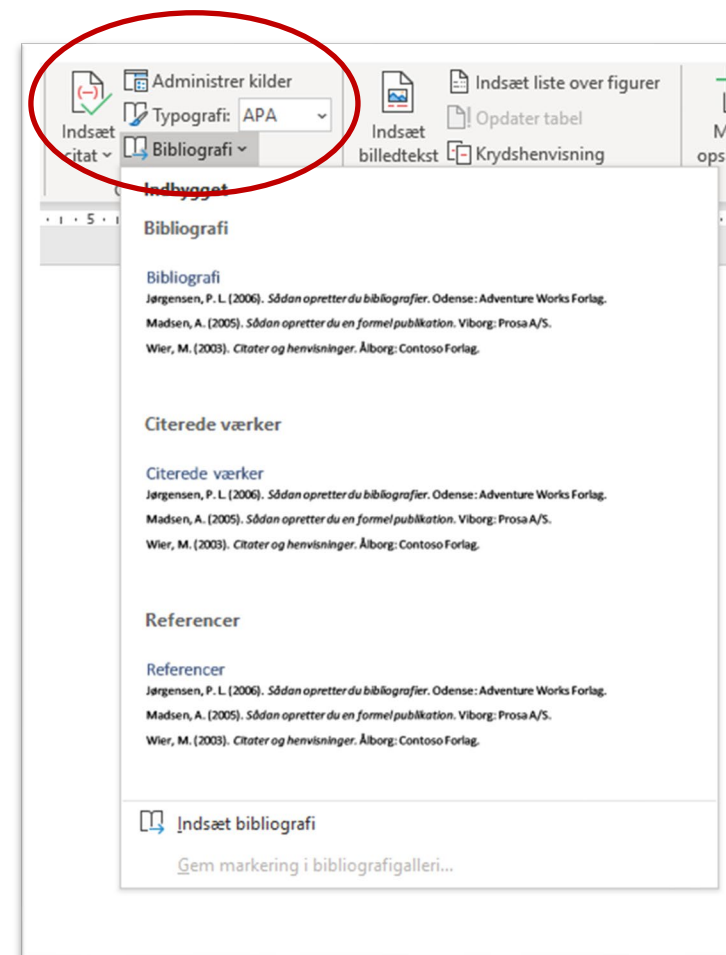 Administrer kilder
Typografi: APA
Bibliografi
Indsæt
citat
Indsæt liste over figurer
Opdater tabel
Krydshenvisning
Indsæt
billedtekst
5
Indbygget
Bibliografi
Bibliografi
Jørgensen, P. L. (2006). Sådan opretter du bibliografier. Odense: Adventure Works Forlag.
Madsen, A. (2005). Sådan opretter du en formel publikation. Viborg: Prosa A/S.
Wier, M. (2003). Citater og henvisninger. Ålborg: Contoso Forlag.
Citerede værker
Citerede værker
Jørgensen, P. L. (2006). Sådan opretter du bibliografier. Odense: Adventure Works Forlag.
Madsen, A. (2005). Sådan opretter du en formel publikation. Viborg: Prosa A/S.
Wier, M. (2003). Citater og henvisninger. Ålborg: Contoso Forlag.
Referencer
Referencer
Jørgensen, P. L. (2006). Sådan opretter du bibliografier. Odense: Adventure Works Forlag.
Madsen, A. (2005). Sådan opretter du en formel publikation. Viborg: Prosa A/S.
Wier, M. (2003). Citater og henvisninger. Ålborg: Contoso Forlag.
Indsæt bibliografi
Gem markering i bibliografigalleri...